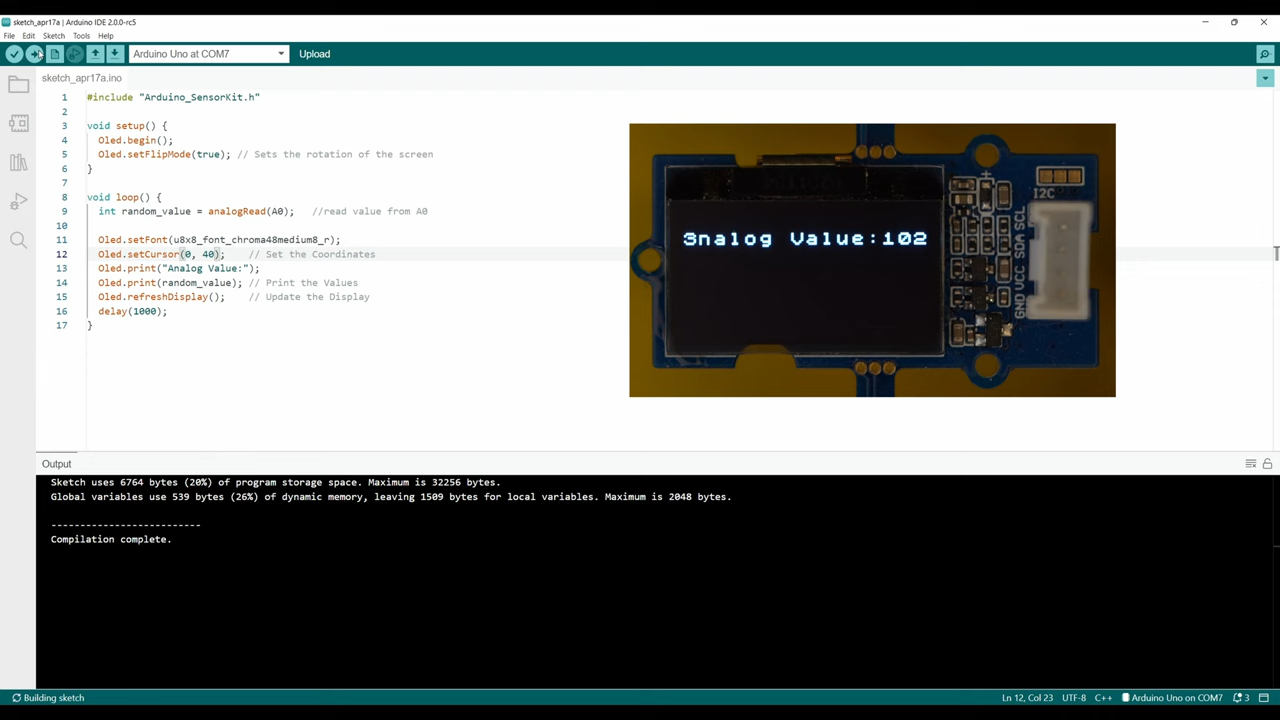 sketch_apr17a | Arduino IDE 2.0.0-rc5
File Edit Sketch Tools Help
Arduino Uno at COM7
Upload
sketch_apr17a.ino
1 #include "Arduino_SensorKit.h"
2
3 void setup() {
4 Oled.begin();
5 Oled.setFlipMode(true); // Sets the rotation of the screen
6 }
7
8 void loop() {
9 int random_value = analogRead(A0); //read value from A0
10
11 Oled.setFont(u8x8_font_chroma48medium8_r);
12 Oled.setCursor(0, 40); // Set the Coordinates
13 Oled.print("Analog Value:");
14 Oled.print(random_value); // Print the Values
15 Oled.refreshDisplay(); // Update the Display
16 delay(1000);
17 }
3nalog Value:102
I2C
GND VCC SDA SCL
Output
Sketch uses 6764 bytes (20%) of program storage space. Maximum is 32256 bytes.
Global variables use 539 bytes (26%) of dynamic memory, leaving 1509 bytes for local variables. Maximum is 2048 bytes.
--------------------------
Compilation complete.
Building sketch
Ln 12, Col 23 UTF-8 C++ Arduino Uno on COM7 3